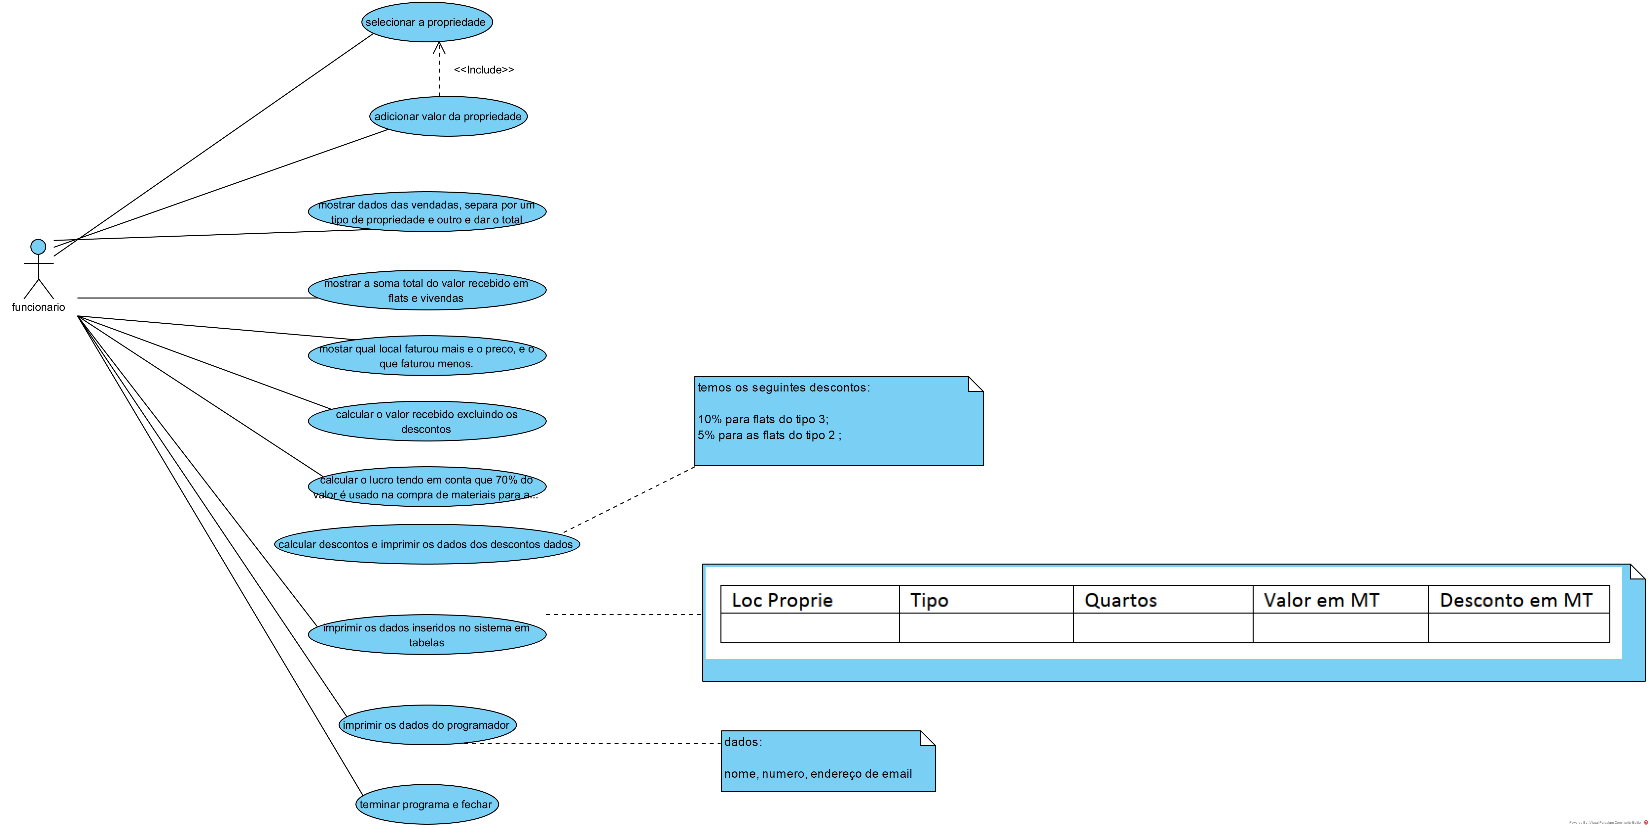 selecionar a propriedade
<<Include>>
adicionar valor da propriedade
mostrar dados das vendadas, separa por um
tipo de propriedade e outro e dar o total
funcionario
mostrar a soma total do valor recebido em
flats e vivendas
mostar qual local faturou mais e o preco, e o
que faturou menos.
calcular o valor recebido excluindo os
descontos
temos os seguintes descontos:
10% para flats do tipo 3;
5% para as flats do tipo 2 ;
calcular o lucro tendo em conta que 70% do
valor é usado na compra de materiais para a...
calcular descontos e imprimir os dados dos descontos dados
Loc Proprie Tipo Quartos Valor em MT Desconto em MT
imprimir os dados inseridos no sistema em
tabelas
imprimir os dados do programador
dados:
nome, numero, endereço de email
terminar programa e fechar